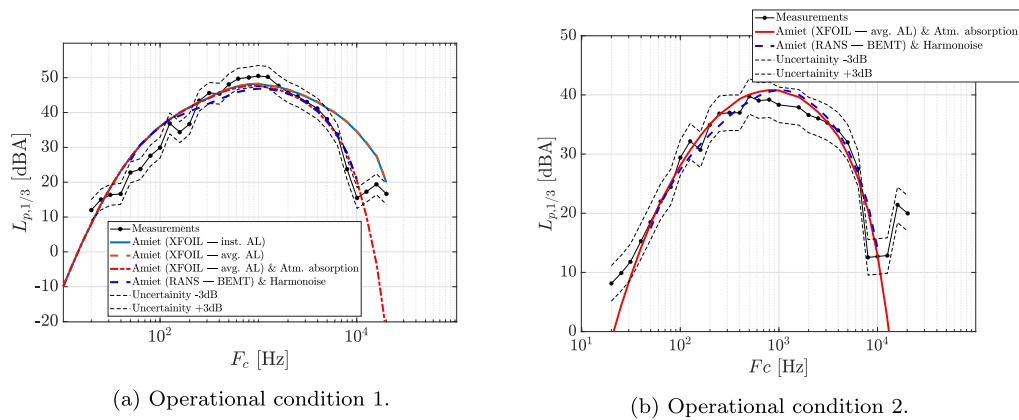 50
40
30
20
10
0
-10
-20
L_{p,1/3} [dBA]
Measurements
Amiet (XFOIL — inst. AL)
Amiet (XFOIL — avg. AL)
Amiet (XFOIL — avg. AL) & Atm. absorption
Amiet (RANS — BEMT) & Harmonoise
Uncertainity -3dB
Uncertainity +3dB
10^2
10^4
F_c [Hz]
(a) Operational condition 1.
Measurements
Amiet (XFOIL — avg. AL) & Atm. absorption
Amiet (RANS — BEMT) & Harmonoise
Uncertainity -3dB
Uncertainity +3dB
50
40
30
20
10
0
L_{p,1/3} [dBA]
10^1
10^2
10^3
10^4
Fc [Hz]
(b) Operational condition 2.